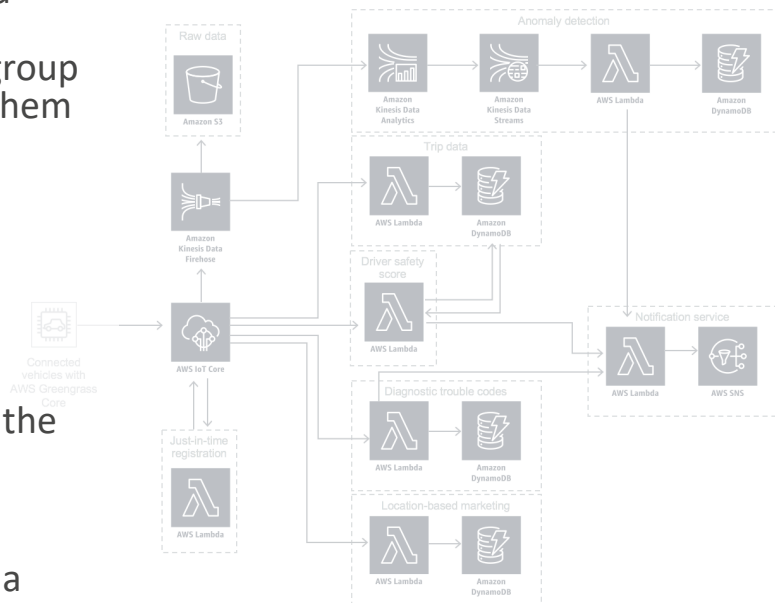 group
hem
the
a
Raw data
Amazon S3
Amazon
Kinesis Data
Firehose
Connected
vehicles with
AWS Greengrass
Core
AWS IoT Core
Just-in-time
registration
AWS Lambda
Anomaly detection
Amazon
Kinesis Data
Analytics
Amazon
Kinesis Data
Streams
AWS Lambda
Amazon
DynamoDB
Trip data
AWS Lambda
Amazon
DynamoDB
Driver safety
score
AWS Lambda
Notification service
AWS Lambda
AWS SNS
Diagnostic trouble codes
AWS Lambda
Amazon
DynamoDB
Location-based marketing
AWS Lambda
Amazon
DynamoDB